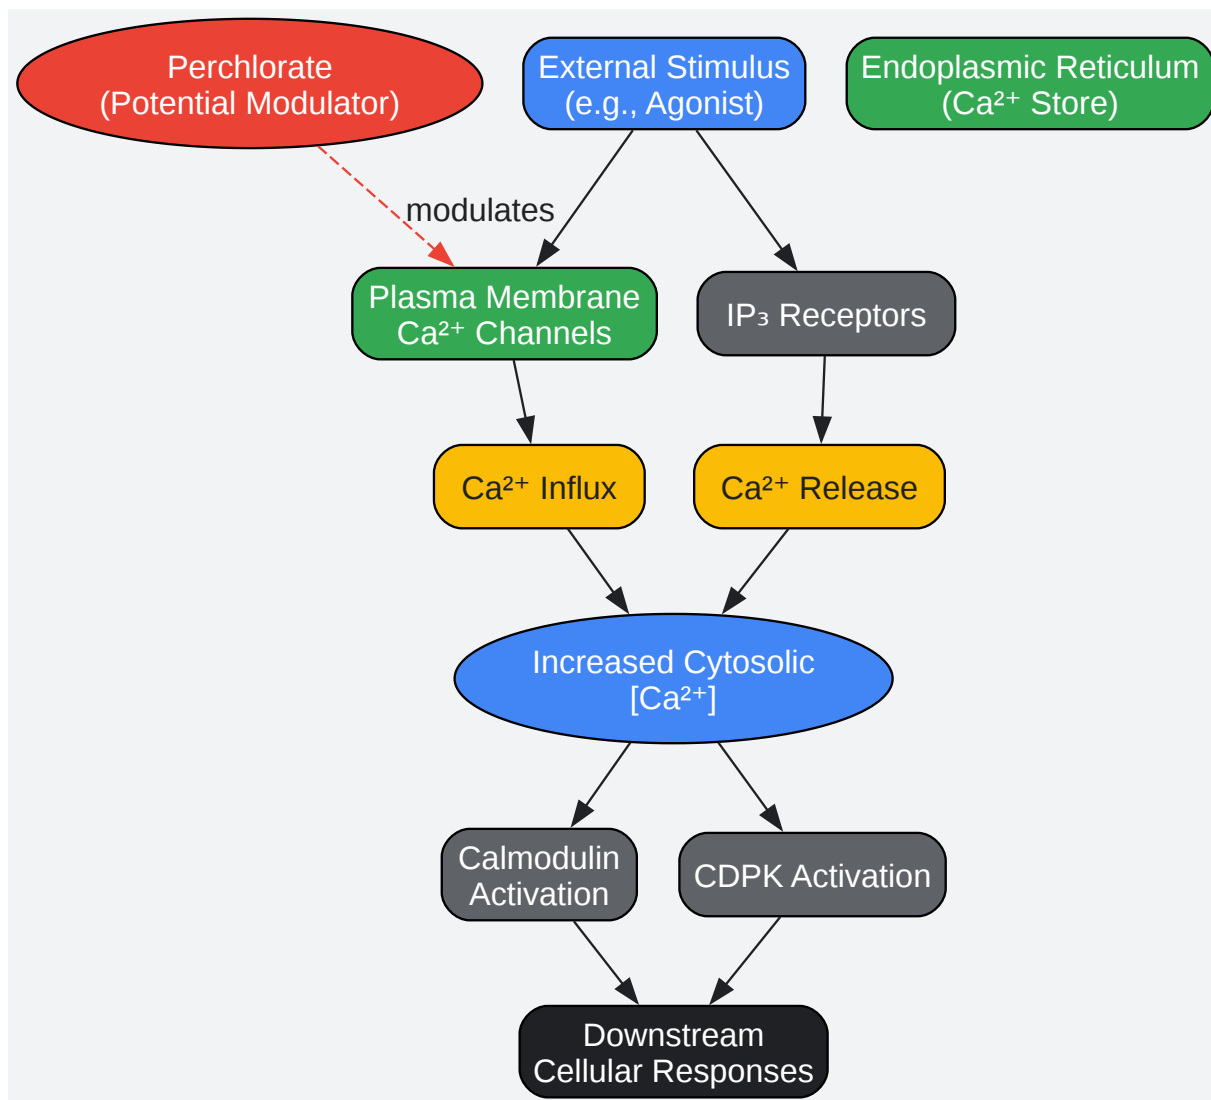 Perchlorate
(Potential Modulator)
External Stimulus
(e.g., Agonist)
Endoplasmic Reticulum
(Ca²⁺ Store)
modulates
Plasma Membrane
Ca²⁺ Channels
IP₃ Receptors
Ca²⁺ Influx
Ca²⁺ Release
Increased Cytosolic
[Ca²⁺]
Calmodulin
Activation
CDPK Activation
Downstream
Cellular Responses